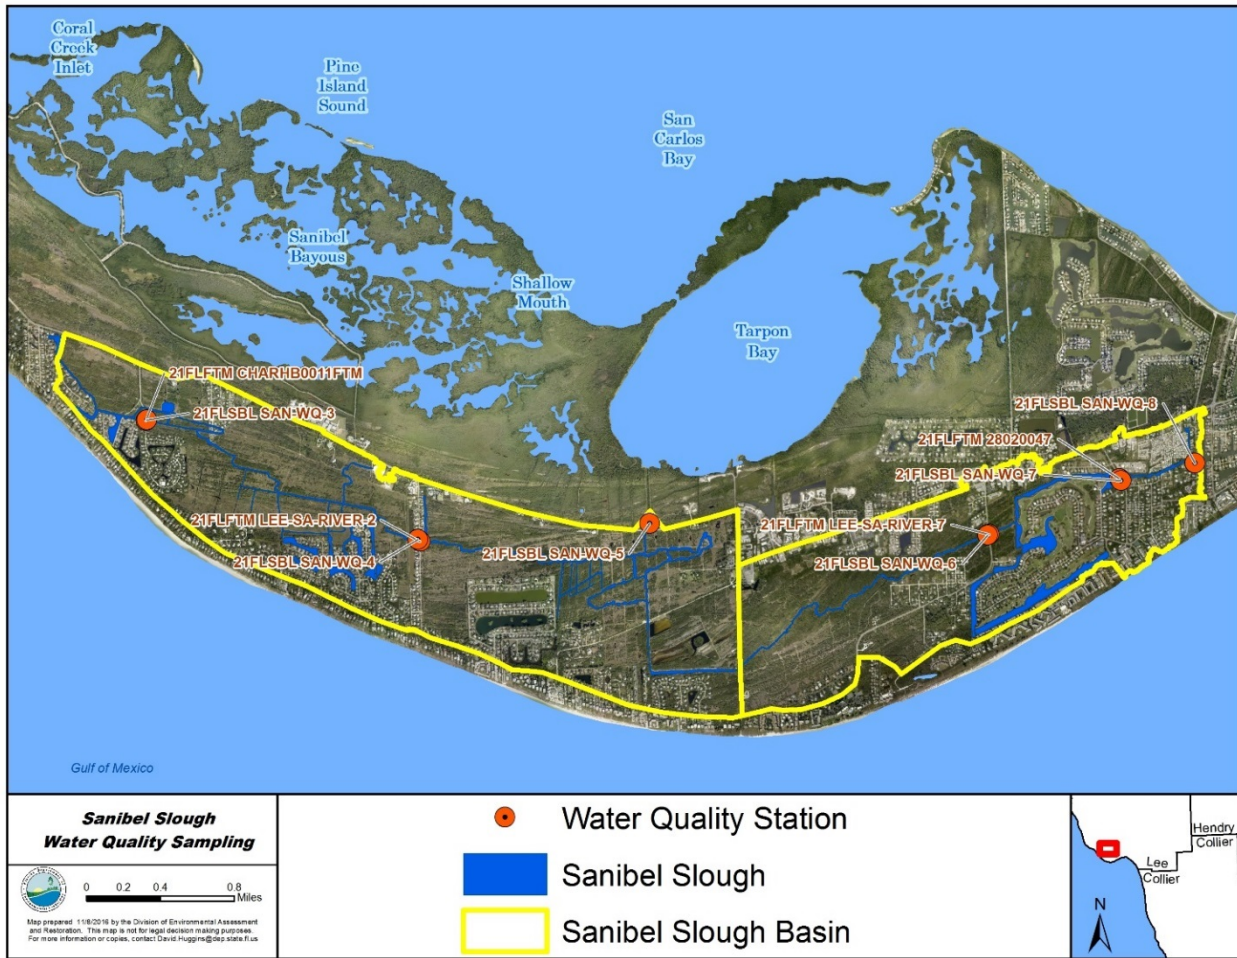 Coral
Creek
Inlet
Pine
Island
Sound
San
Carlos
Bay
Sanibel
Bayous
Shallow
Mouth
Tarpon
Bay
21FLFTM CHARHB0011FTM
21FLSBL SAN-WQ-3
21FLFTM LEE-SA-RIVER-2
21FLSBL SAN-WQ-4
21FLSBL SAN-WQ-5
21FLFTM LEE-SA-RIVER-7
21FLSBL SAN-WQ-6
21FLSBL SAN-WQ-8
21FLFTM 28020047
21FLSBL SAN-WQ-7
Gulf of Mexico
Sanibel Slough
Water Quality Sampling
0 0.2 0.4 0.8
Miles
Map prepared 11/8/2016 by the Division of Environmental Assessment
and Restoration. This map is not for legal decision making purposes.
For more information or copies, contact David.Huggins@dep.state.fl.us
Water Quality Station
Sanibel Slough
Sanibel Slough Basin
Hendry
Collier
Lee
Collier
N